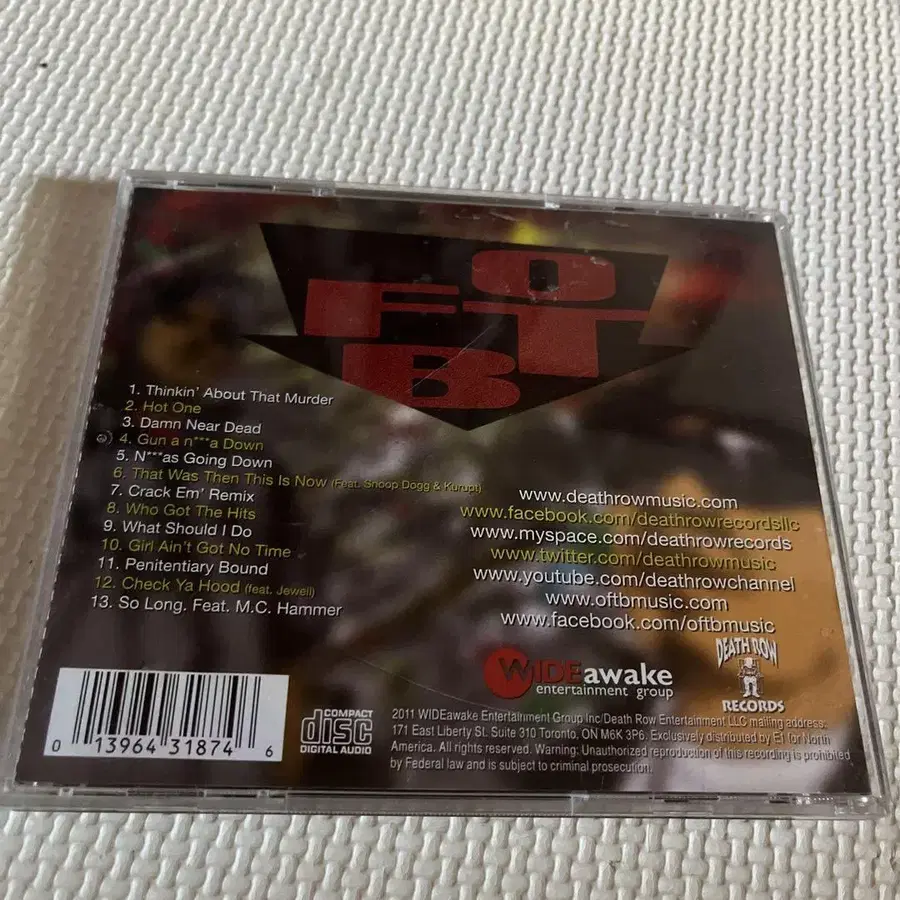 O
F T
B
1. Thinkin' About That Murder
2. Hot One
3. Damn Near Dead
4. Gun a n***a Down
5. N***as Going Down
6. That Was Then This Is Now (Feat. Snoop Dogg & Kurupt)
7. Crack Em' Remix
8. Who Got The Hits
9. What Should I Do
10. Girl Ain't Got No Time
11. Penitentiary Bound
12. Check Ya Hood (feat. Jewell)
13. So Long. Feat. M.C. Hammer
www.deathrowmusic.com
www.facebook.com/deathrowrecordsllc
www.myspace.com/deathrowrecords
www.twitter.com/deathrowmusic
www.youtube.com/deathrowchannel
www.oftbmusic.com
www.facebook.com/oftbmusic
WIDEawake
entertainment group
DEATH ROW
RECORDS
0 13964 31874 6
COMPACT
disc
DIGITAL AUDIO
2011 WIDEawake Entertainment Group Inc/Death Row Entertainment LLC mailing address:
171 East Liberty St. Suite 310 Toronto, ON M6K 3P6. Exclusively distributed by E1 for North
America. All rights reserved. Warning: Unauthorized reproduction of this recording is prohibited
by Federal law and is subject to criminal prosecution.